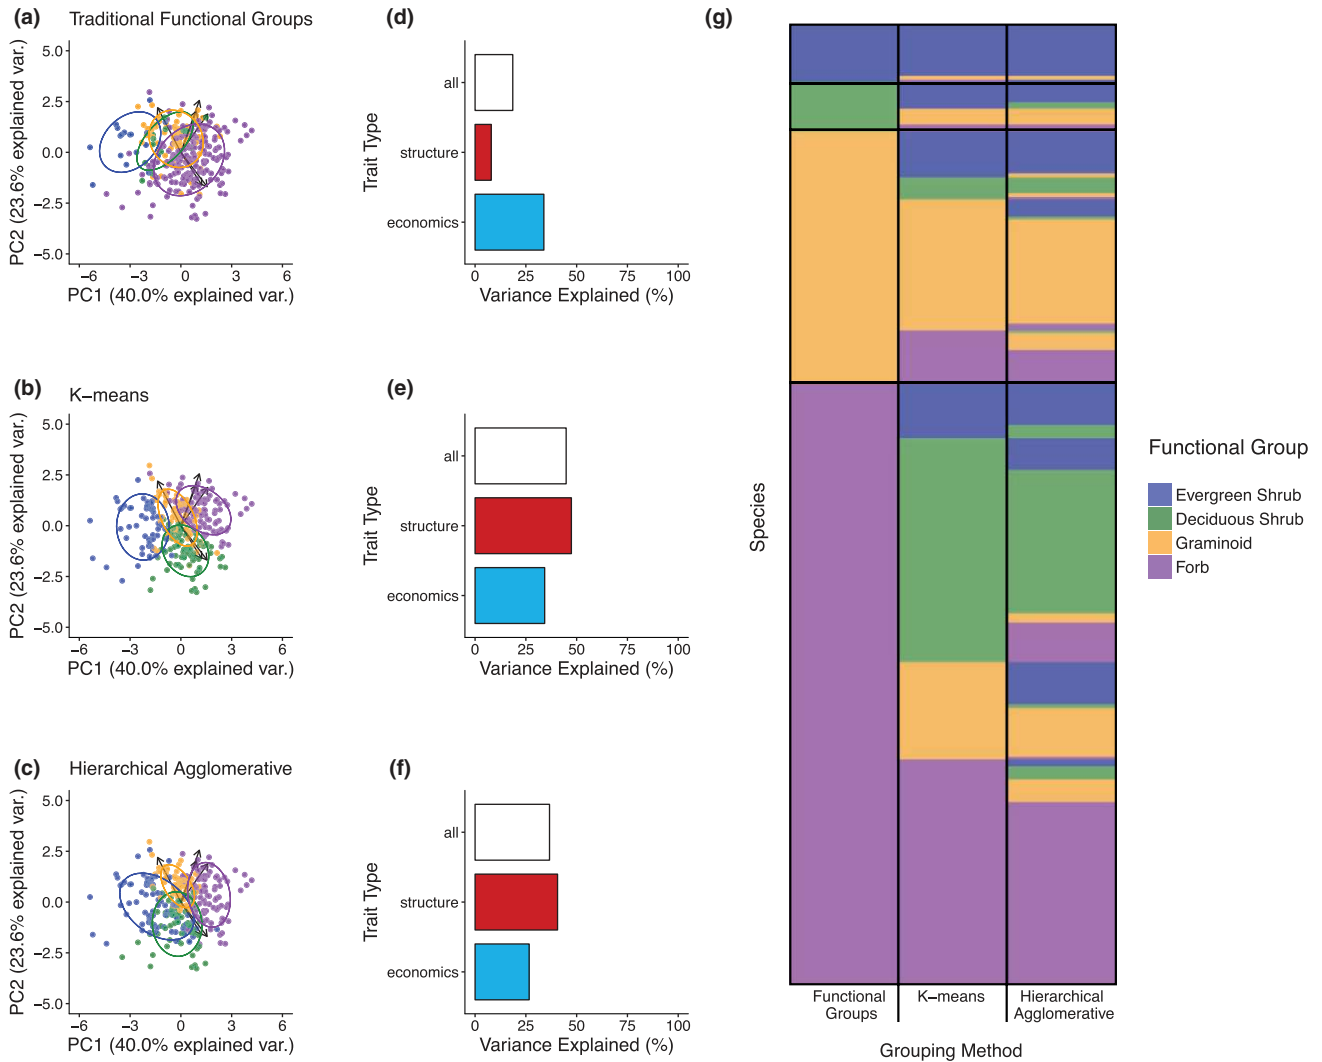 (a) Traditional Functional Groups
5.0
2.5
0.0
−2.5
−5.0
PC2 (23.6% explained var.)
−6 −3 0 3 6
PC1 (40.0% explained var.)
(d)
all
structure
economics
Trait Type
0 25 50 75 100
Variance Explained (%)
(b) K−means
5.0
2.5
0.0
−2.5
−5.0
PC2 (23.6% explained var.)
−6 −3 0 3 6
PC1 (40.0% explained var.)
(e)
all
structure
economics
Trait Type
0 25 50 75 100
Variance Explained (%)
(c) Hierarchical Agglomerative
5.0
2.5
0.0
−2.5
−5.0
PC2 (23.6% explained var.)
−6 −3 0 3 6
PC1 (40.0% explained var.)
(f)
all
structure
economics
Trait Type
0 25 50 75 100
Variance Explained (%)
(g)
Species
Functional
Groups
K−means
Hierarchical
Agglomerative
Grouping Method
Functional Group
Evergreen Shrub
Deciduous Shrub
Graminoid
Forb